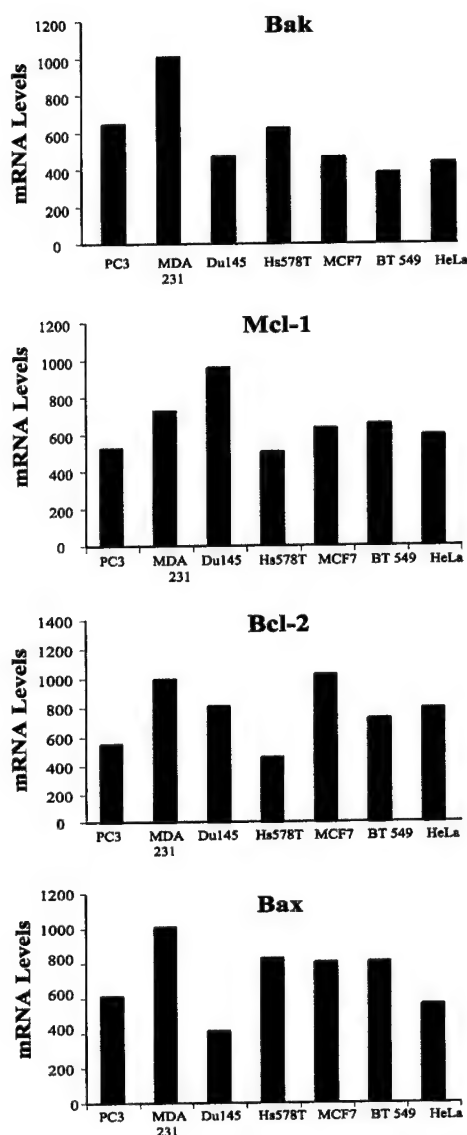 Bak
mRNA Levels
1200
1000
800
600
400
200
0
PC3 MDA 231 Du145 Hs578T MCF7 BT 549 HeLa
Mcl-1
mRNA Levels
1200
1000
800
600
400
200
0
PC3 MDA 231 Du145 Hs578T MCF7 BT 549 HeLa
Bcl-2
mRNA Levels
1400
1200
1000
800
600
400
200
0
PC3 MDA 231 Du145 Hs578T MCF7 BT 549 HeLa
Bax
mRNA Levels
1200
1000
800
600
400
200
0
PC3 MDA 231 Du145 Hs578T MCF7 BT 549 HeLa